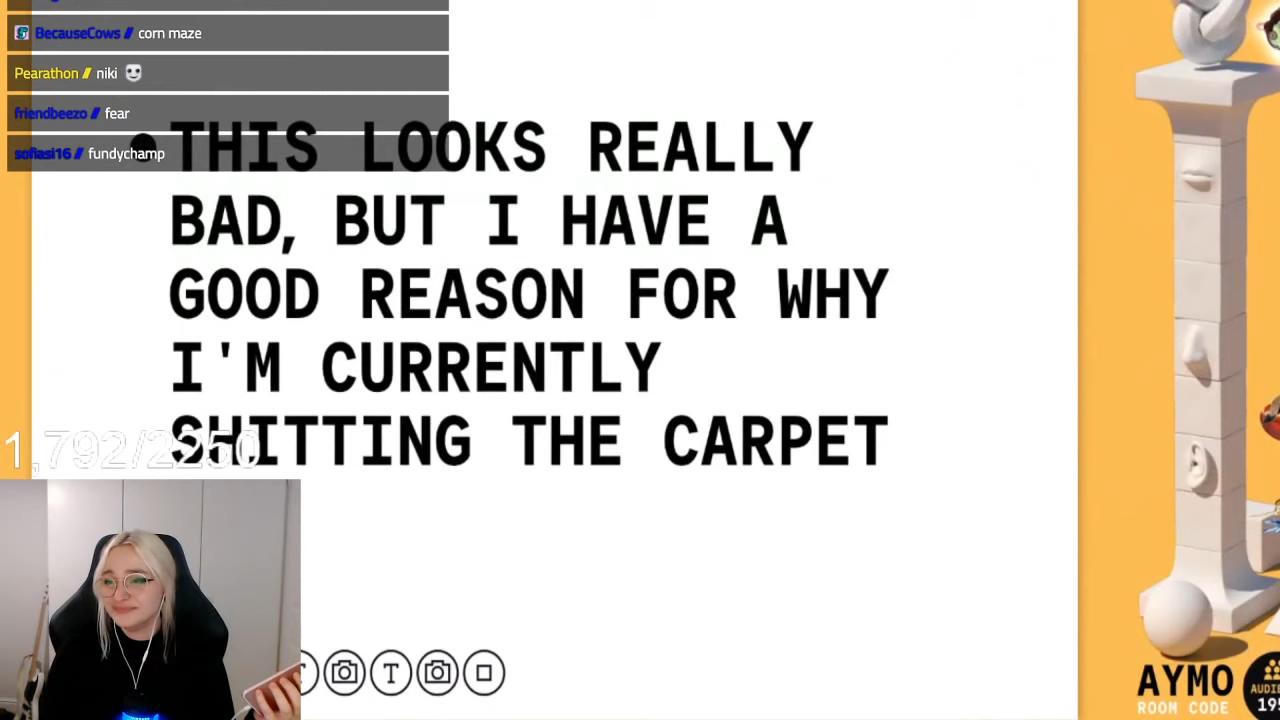 BecauseCows // corn maze
Pearathon // niki
friendbeezo // fear
sofiasi16 // fundychamp
THIS LOOKS REALLY
BAD, BUT I HAVE A
GOOD REASON FOR WHY
I'M CURRENTLY
SHITTING THE CARPET
1,792/2250
T
AYMO
ROOM CODE